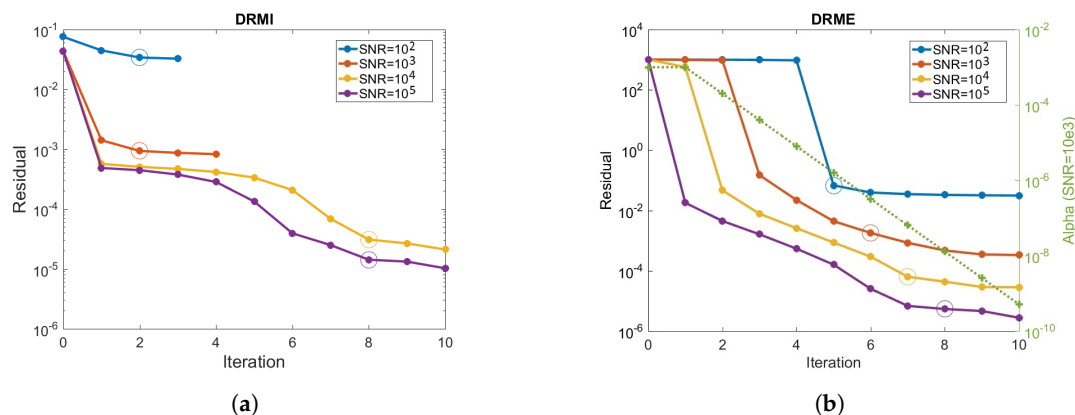 DRMI
10^-1
10^-2
10^-3
10^-4
10^-5
10^-6
Residual
0 2 4 6 8 10
Iteration
SNR=10^2
SNR=10^3
SNR=10^4
SNR=10^5
(a)
DRME
10^4
10^2
10^0
10^-2
10^-4
10^-6
Residual
0 2 4 6 8 10
Iteration
SNR=10^2
SNR=10^3
SNR=10^4
SNR=10^5
10^-2
10^-4
10^-6
10^-8
10^-10
Alpha (SNR=10e3)
(b)